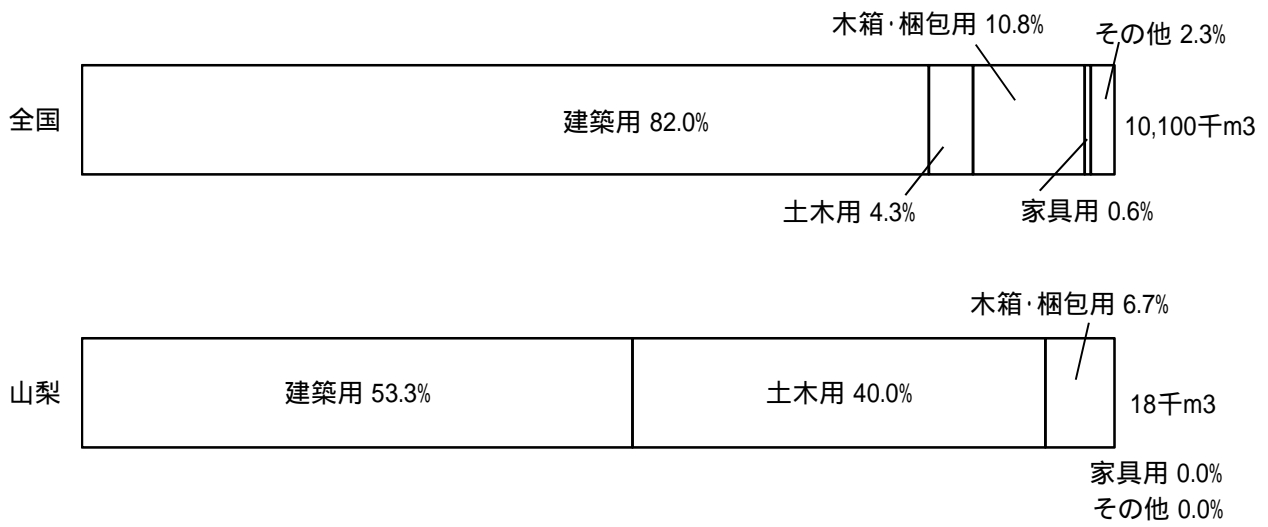 木箱・梱包用 10.8%
その他 2.3%
全国
建築用 82.0%
10,100千m3
土木用 4.3%
家具用 0.6%
木箱・梱包用 6.7%
山梨
建築用 53.3%
土木用 40.0%
18千m3
家具用 0.0%
その他 0.0%